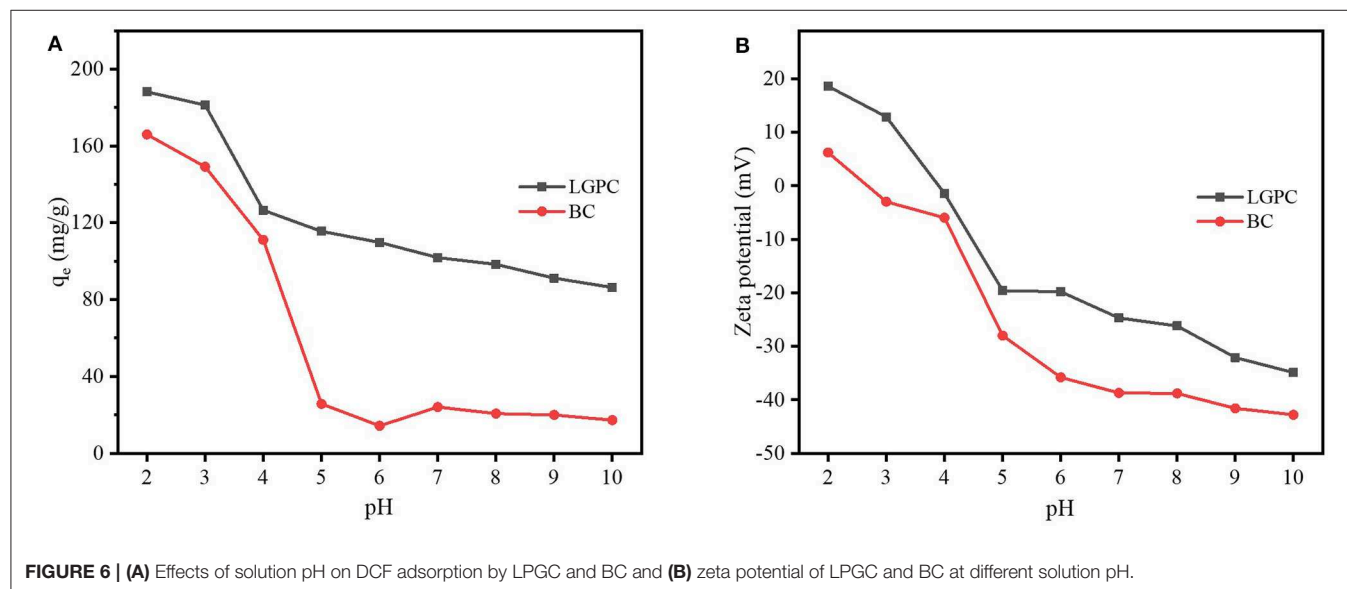 A
200
160
120
80
40
0
qe (mg/g)
LGPC
BC
2 3 4 5 6 7 8 9 10
pH
B
20
10
0
-10
-20
-30
-40
-50
Zeta potential (mV)
LGPC
BC
2 3 4 5 6 7 8 9 10
pH
FIGURE 6 | (A) Effects of solution pH on DCF adsorption by LPGC and BC and (B) zeta potential of LPGC and BC at different solution pH.